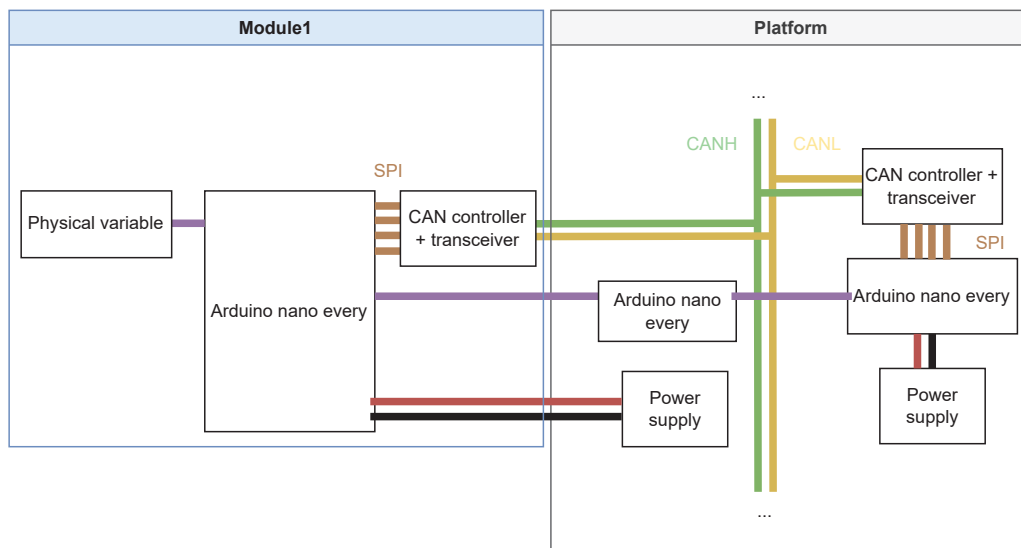 Module1
Platform
...
CANH
CANL
SPI
Physical variable
CAN controller
+ transceiver
CAN controller +
transceiver
SPI
Arduino nano every
Arduino nano
every
Arduino nano every
Power
supply
Power
supply
...